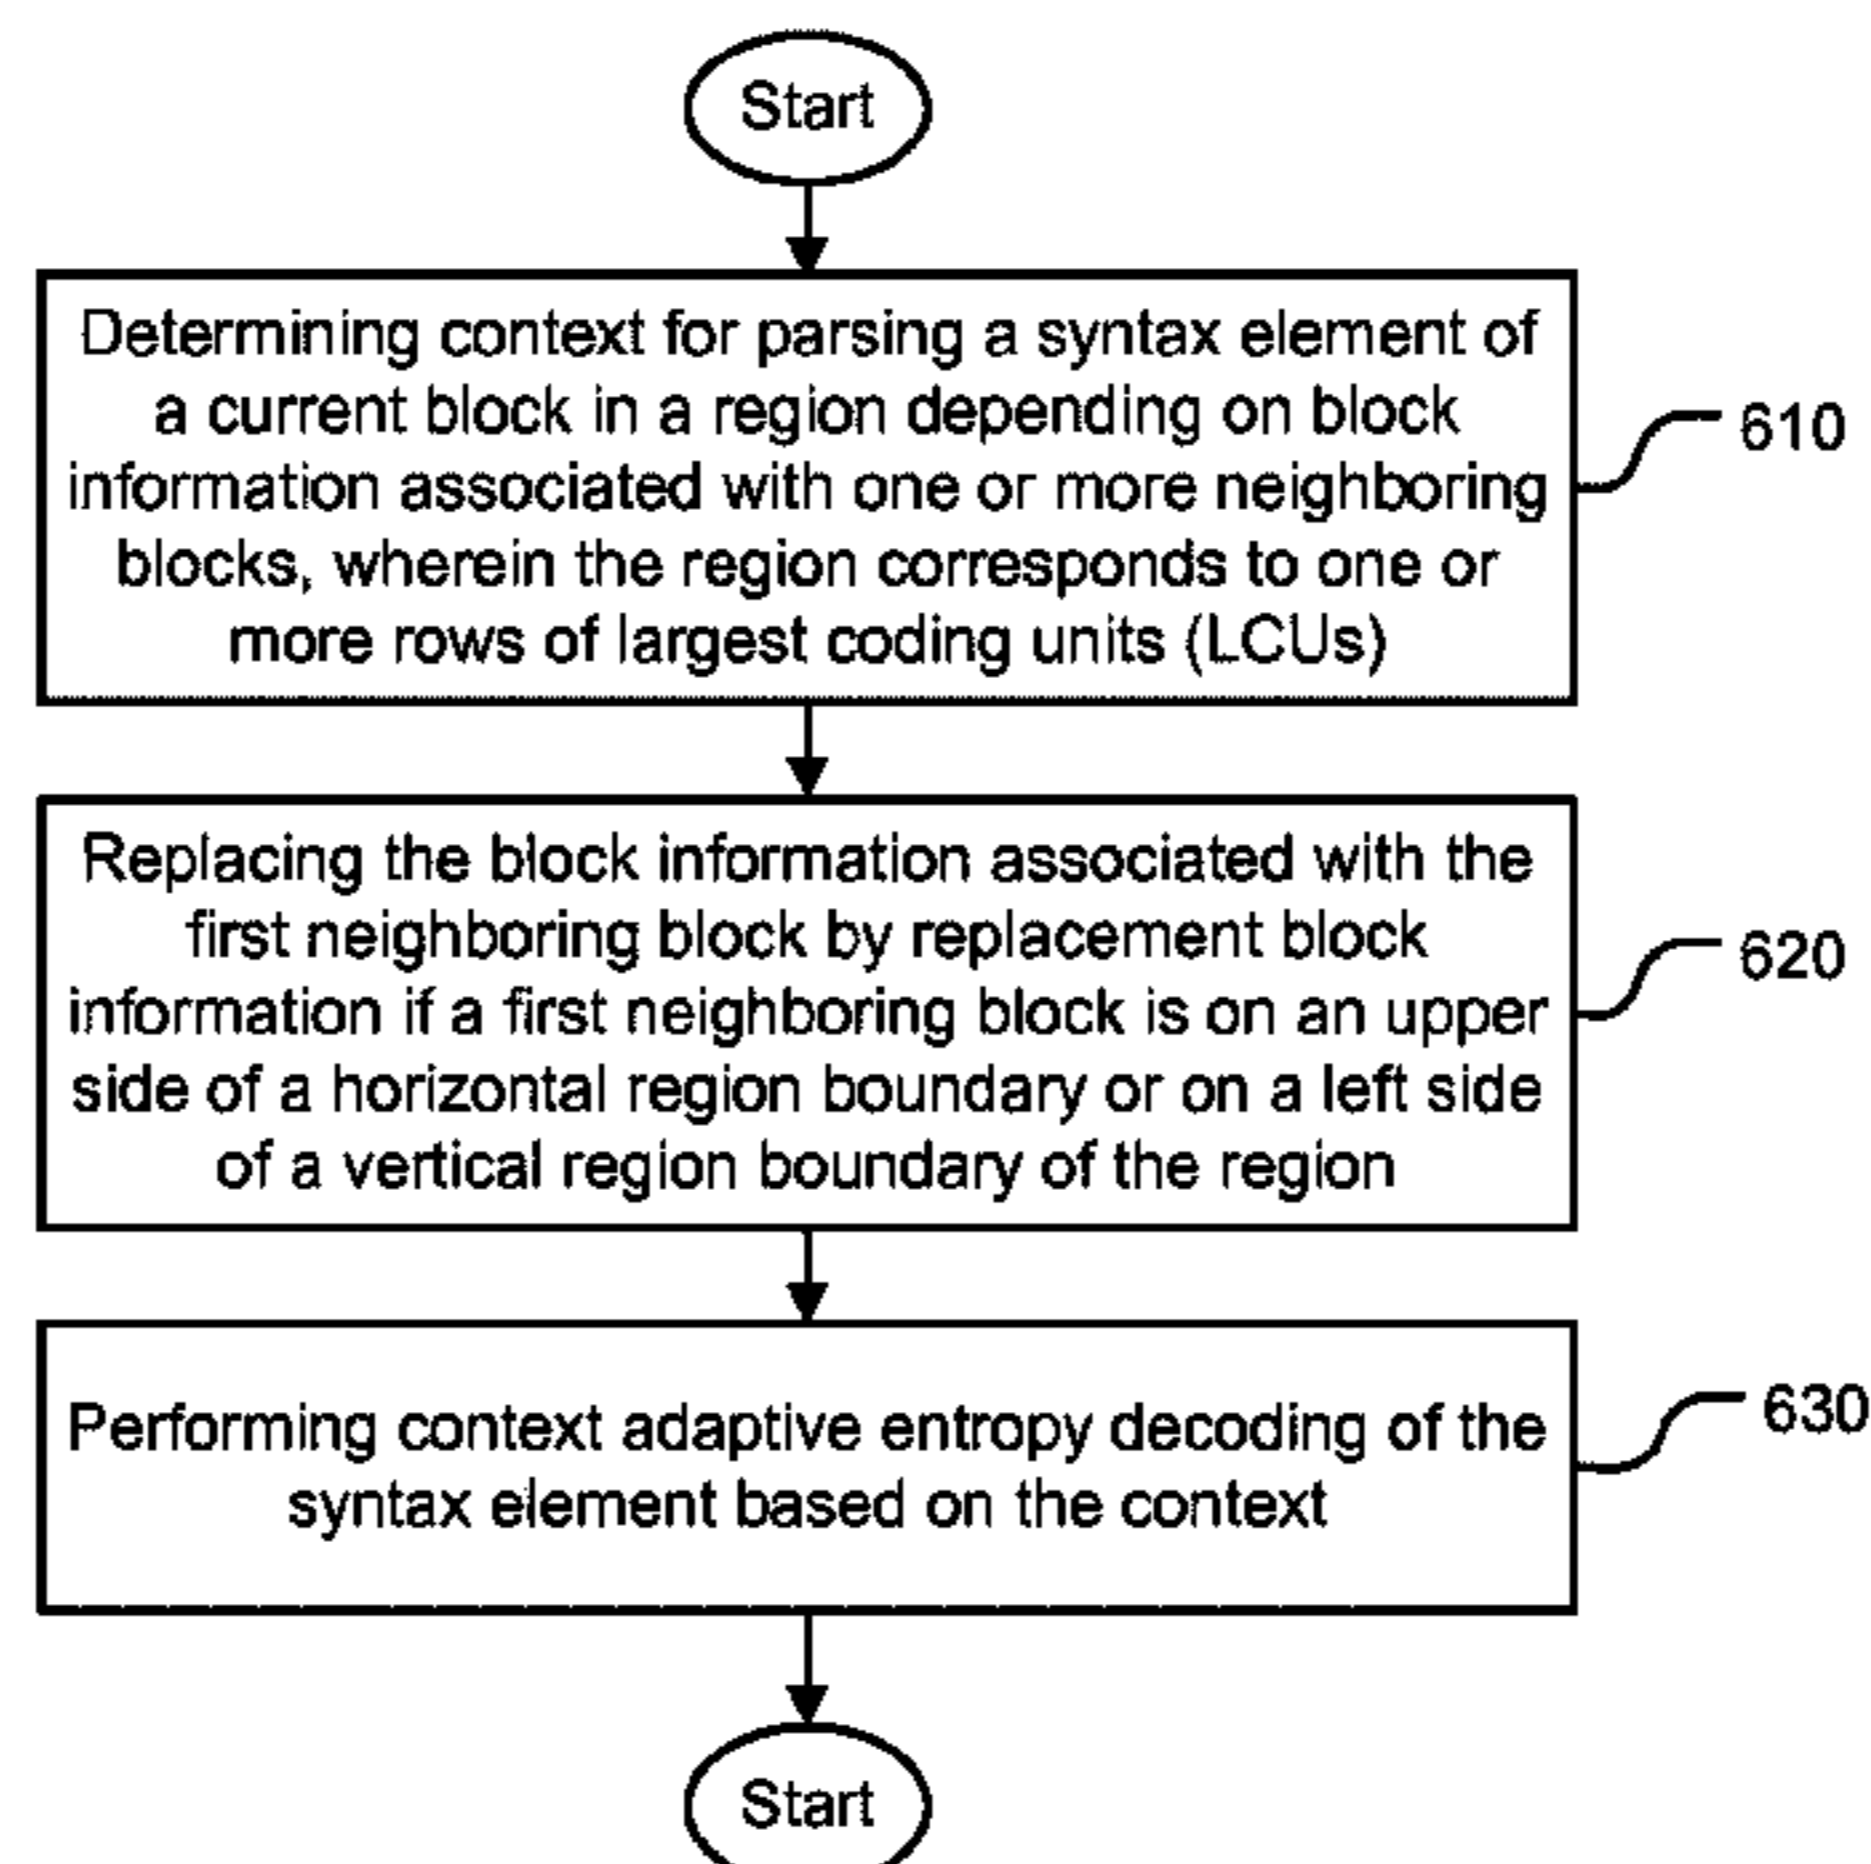 Start
Determining context for parsing a syntax element of
a current block in a region depending on block
information associated with one or more neighboring
blocks, wherein the region corresponds to one or
more rows of largest coding units (LCUs)
610
Replacing the block information associated with the
first neighboring block by replacement block
information if a first neighboring block is on an upper
side of a horizontal region boundary or on a left side
of a vertical region boundary of the region
620
Performing context adaptive entropy decoding of the
syntax element based on the context
630
Start